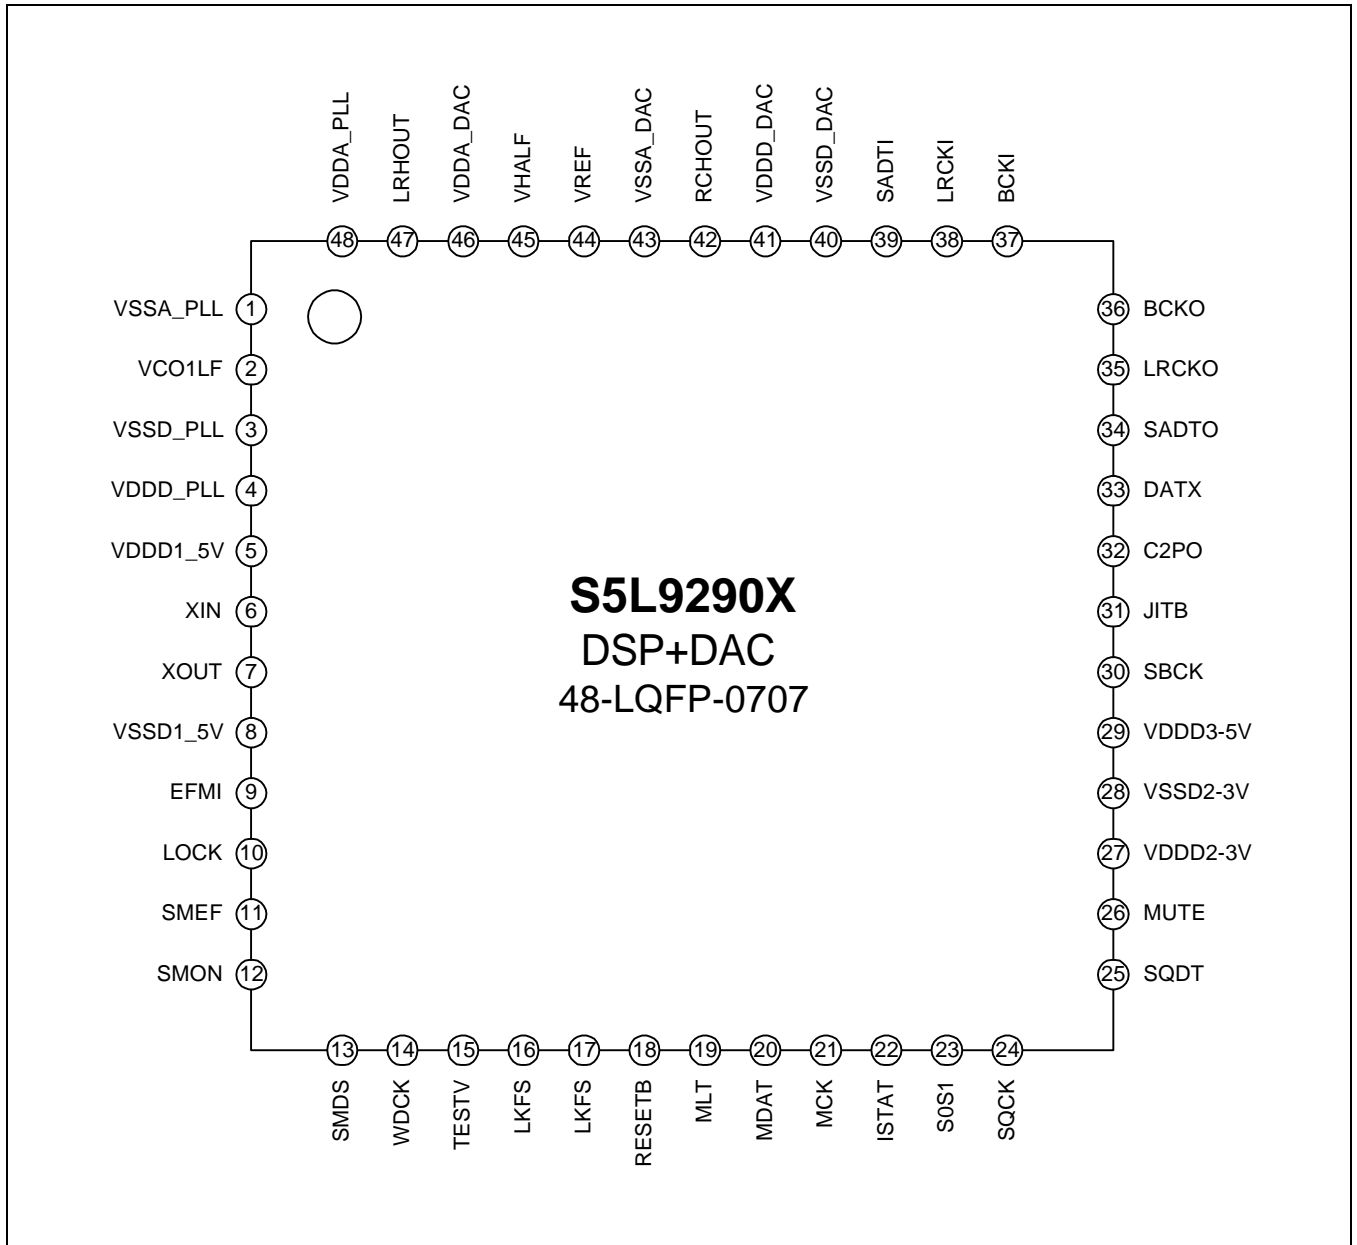 VDDA_PLL
LRHOUT
VDDA_DAC
VHALF
VREF
VSSA_DAC
RCHOUT
VDDD_DAC
VSSD_DAC
SADTI
LRCKI
BCKI
48
47
46
45
44
43
42
41
40
39
38
37
VSSA_PLL 1
VCO1LF 2
VSSD_PLL 3
VDDD_PLL 4
VDDD1_5V 5
XIN 6
XOUT 7
VSSD1_5V 8
EFMI 9
LOCK 10
SMEF 11
SMON 12
S5L9290X
DSP+DAC
48-LQFP-0707
36 BCKO
35 LRCKO
34 SADTO
33 DATX
32 C2PO
31 JITB
30 SBCK
29 VDDD3-5V
28 VSSD2-3V
27 VDDD2-3V
26 MUTE
25 SQDT
13
14
15
16
17
18
19
20
21
22
23
24
SMDS
WDCK
TESTV
LKFS
LKFS
RESETB
MLT
MDAT
MCK
ISTAT
S0S1
SQCK